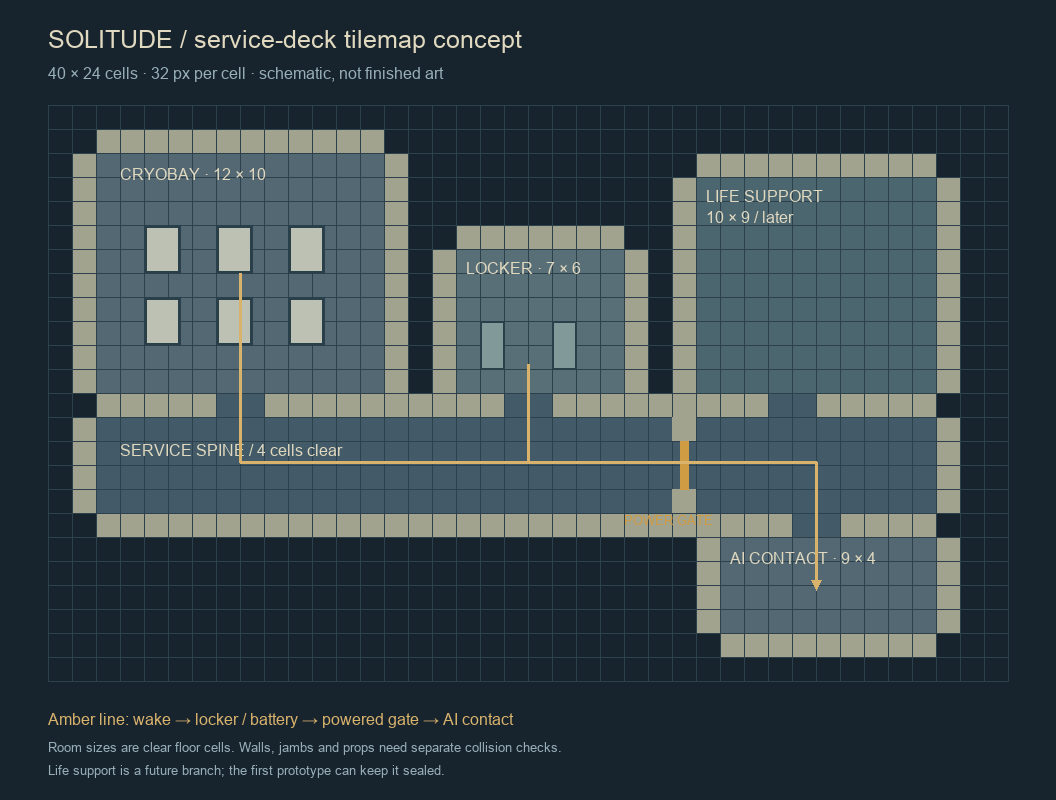 SOLITUDE / service-deck tilemap concept
40 × 24 cells · 32 px per cell · schematic, not finished art
CRYOBAY · 12 × 10
LIFE SUPPORT
10 × 9 / later
LOCKER · 7 × 6
SERVICE SPINE / 4 cells clear
AI CONTACT · 9 × 4
Amber line: wake → locker / battery → powered gate → AI contact
Room sizes are clear floor cells. Walls, jambs and props need separate collision checks.
Life support is a future branch; the first prototype can keep it sealed.